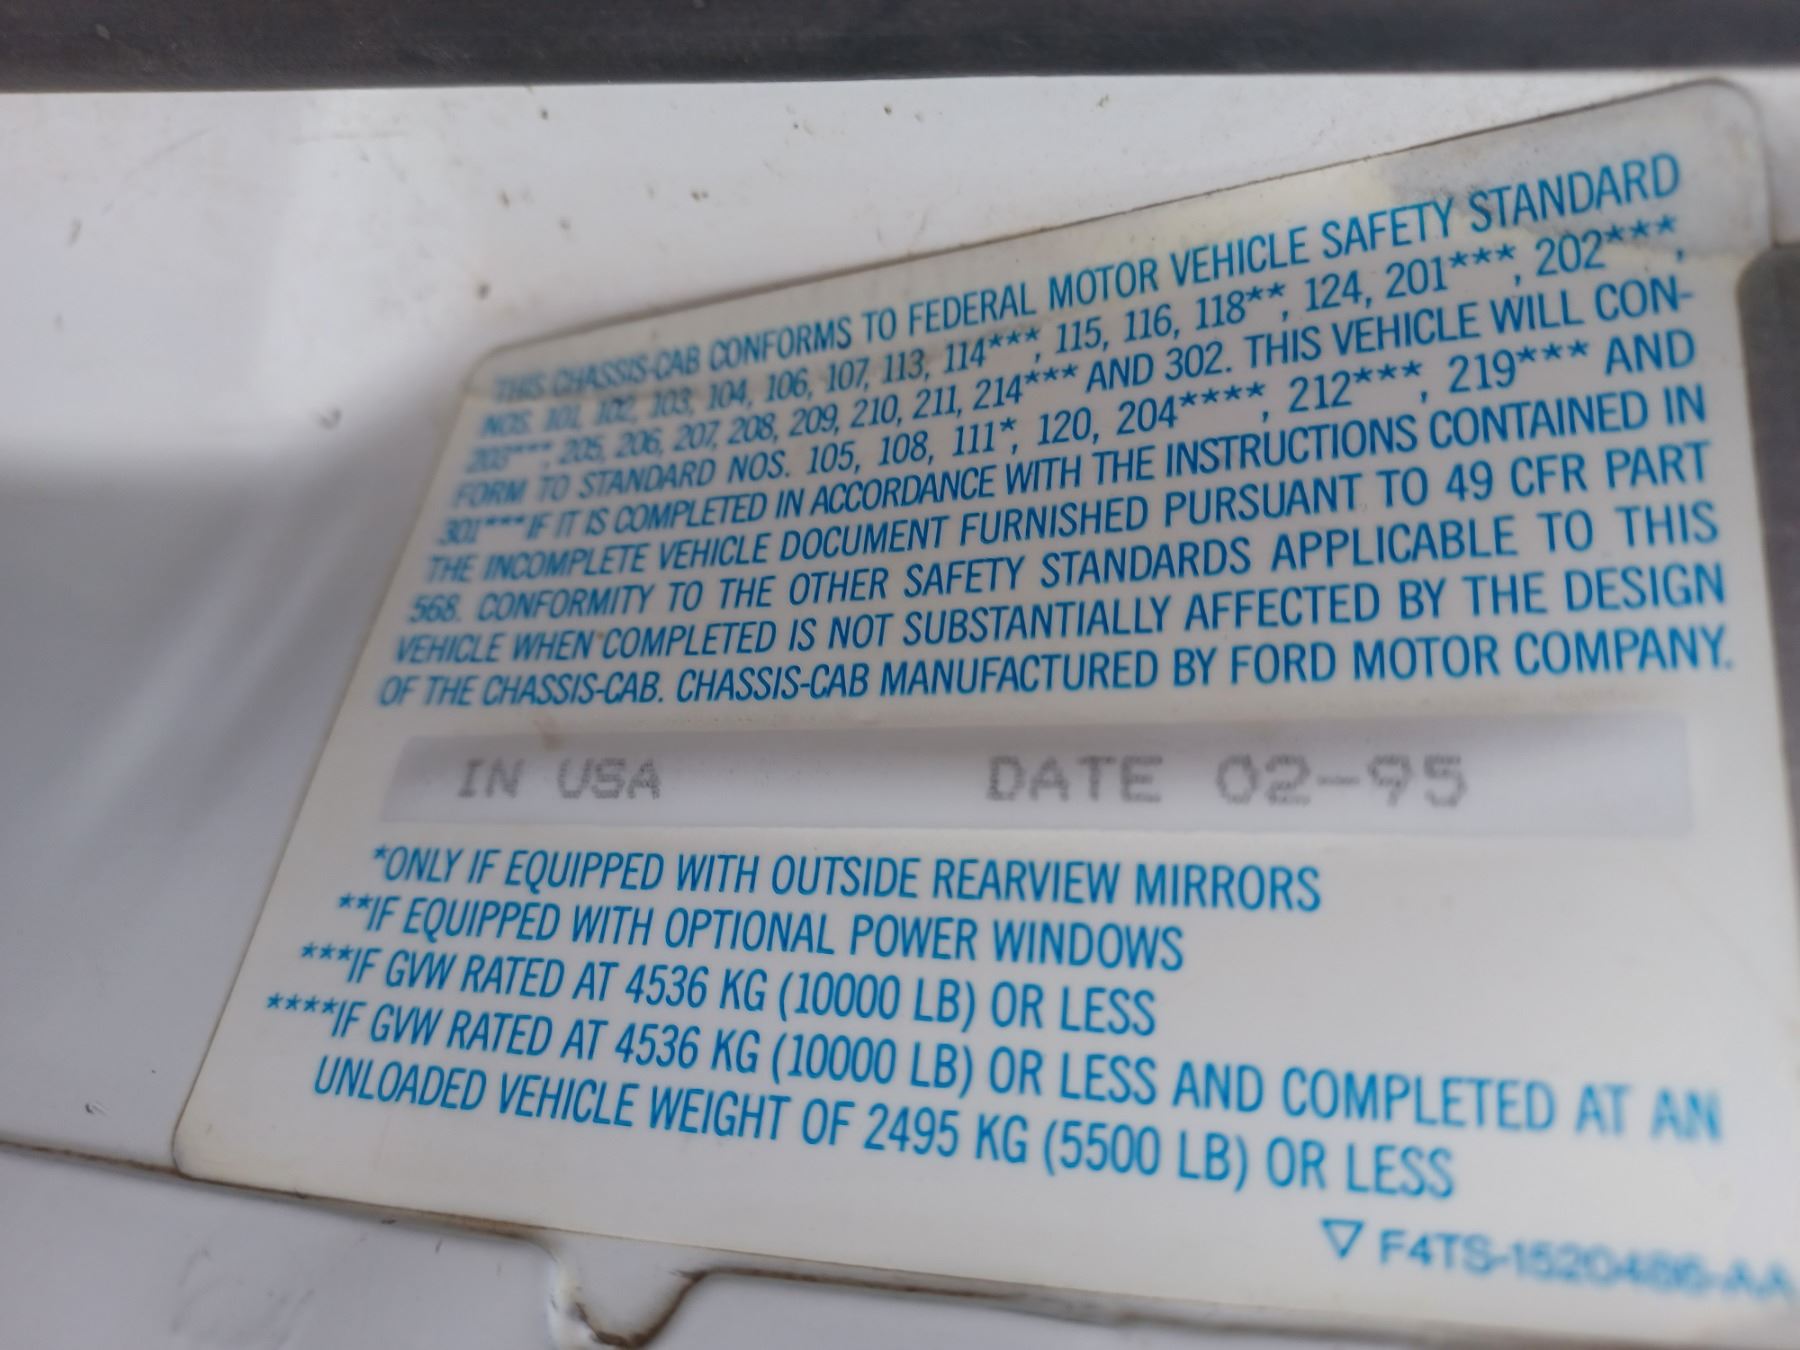 THIS CHASSIS-CAB CONFORMS TO FEDERAL MOTOR VEHICLE SAFETY STANDARD
NOS. 101, 102, 103, 104, 106, 107, 113, 114***, 115, 116, 118**, 124, 201***, 202***,
203***, 205, 206, 207, 208, 209, 210, 211, 214*** AND 302. THIS VEHICLE WILL CON-
FORM TO STANDARD NOS. 105, 108, 111*, 120, 204****, 212***, 219*** AND
301*** IF IT IS COMPLETED IN ACCORDANCE WITH THE INSTRUCTIONS CONTAINED IN
THE INCOMPLETE VEHICLE DOCUMENT FURNISHED PURSUANT TO 49 CFR PART
568. CONFORMITY TO THE OTHER SAFETY STANDARDS APPLICABLE TO THIS
VEHICLE WHEN COMPLETED IS NOT SUBSTANTIALLY AFFECTED BY THE DESIGN
OF THE CHASSIS-CAB. CHASSIS-CAB MANUFACTURED BY FORD MOTOR COMPANY.
IN USA DATE 02-95
*ONLY IF EQUIPPED WITH OUTSIDE REARVIEW MIRRORS
**IF EQUIPPED WITH OPTIONAL POWER WINDOWS
***IF GVW RATED AT 4536 KG (10000 LB) OR LESS
****IF GVW RATED AT 4536 KG (10000 LB) OR LESS AND COMPLETED AT AN
UNLOADED VEHICLE WEIGHT OF 2495 KG (5500 LB) OR LESS
▽ F4TS-1520486-AA